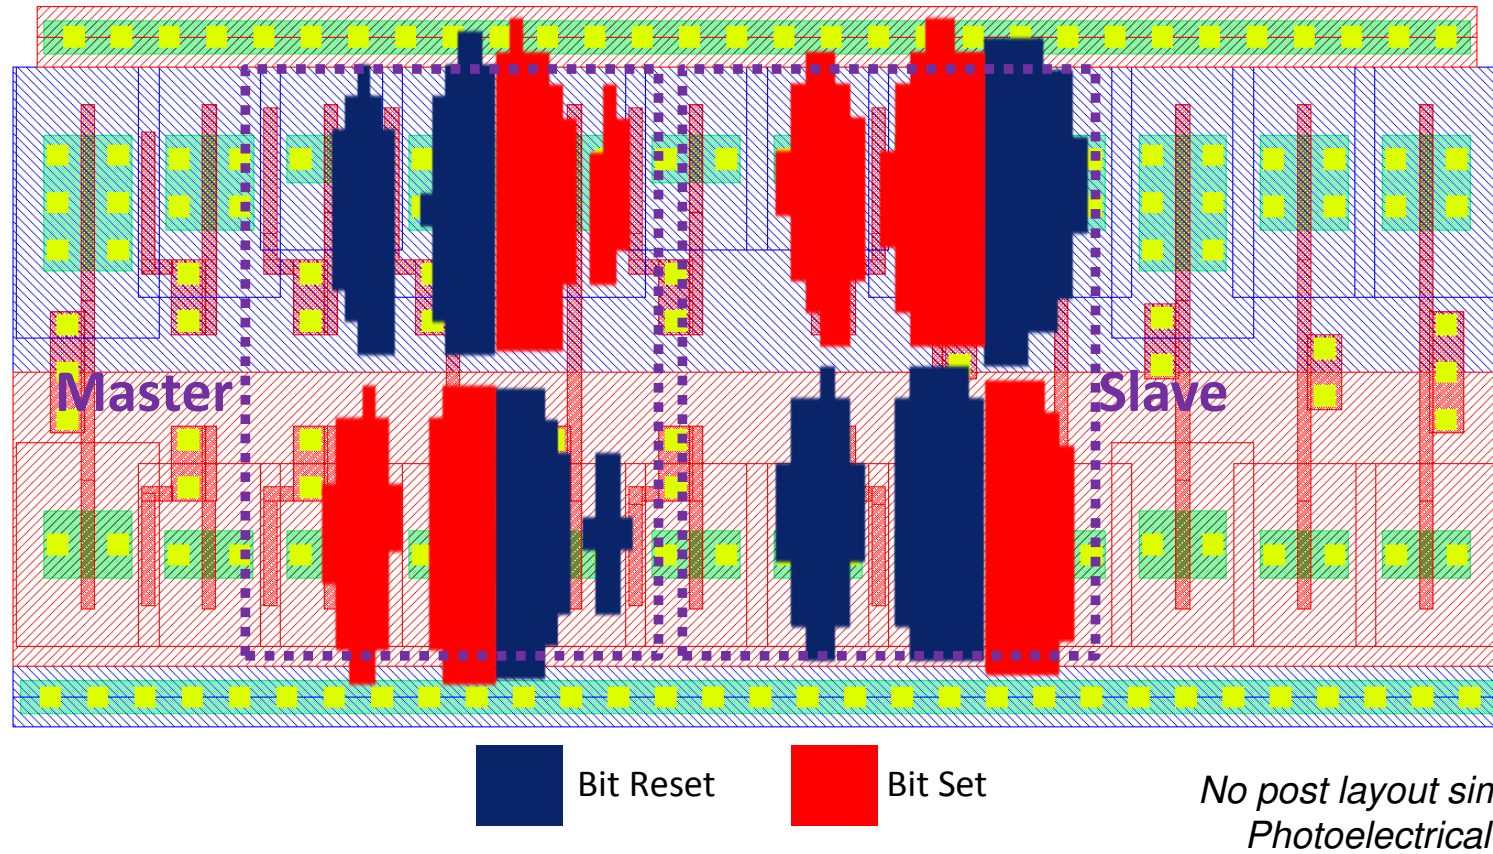 Master
Slave
Bit Reset
Bit Set
No post layout sin
Photoelectrical